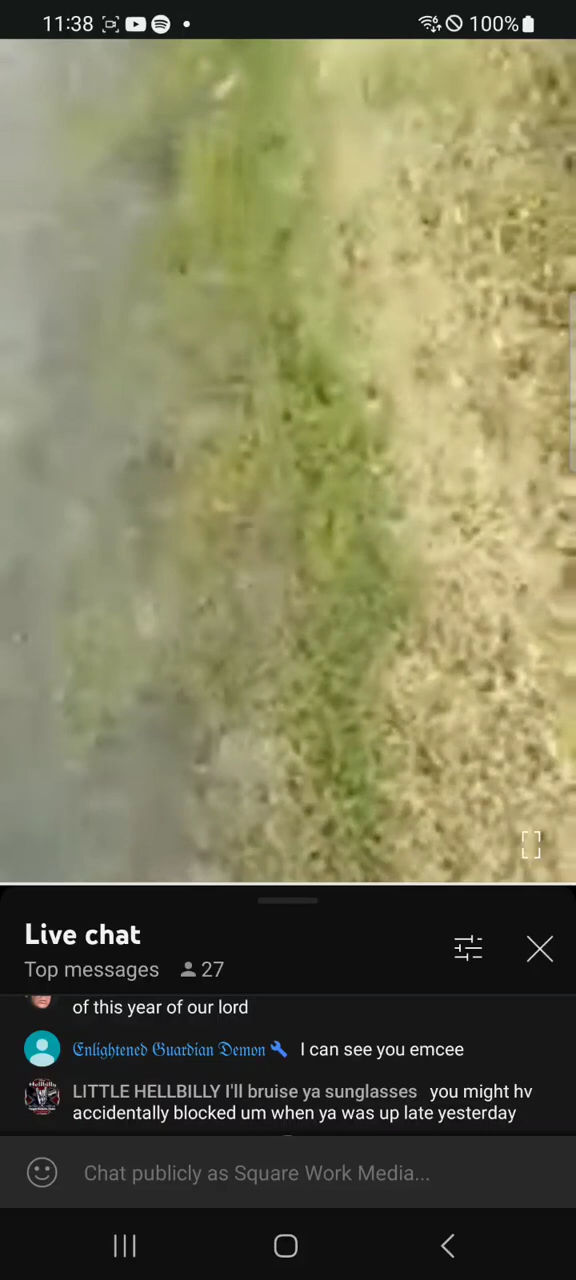 11:38
100%
Live chat
Top messages 27
of this year of our lord
Enlightened Guardian Demon I can see you emcee
LITTLE HELLBILLY I'll bruise ya sunglasses you might hv
accidentally blocked um when ya was up late yesterday
Chat publicly as Square Work Media...